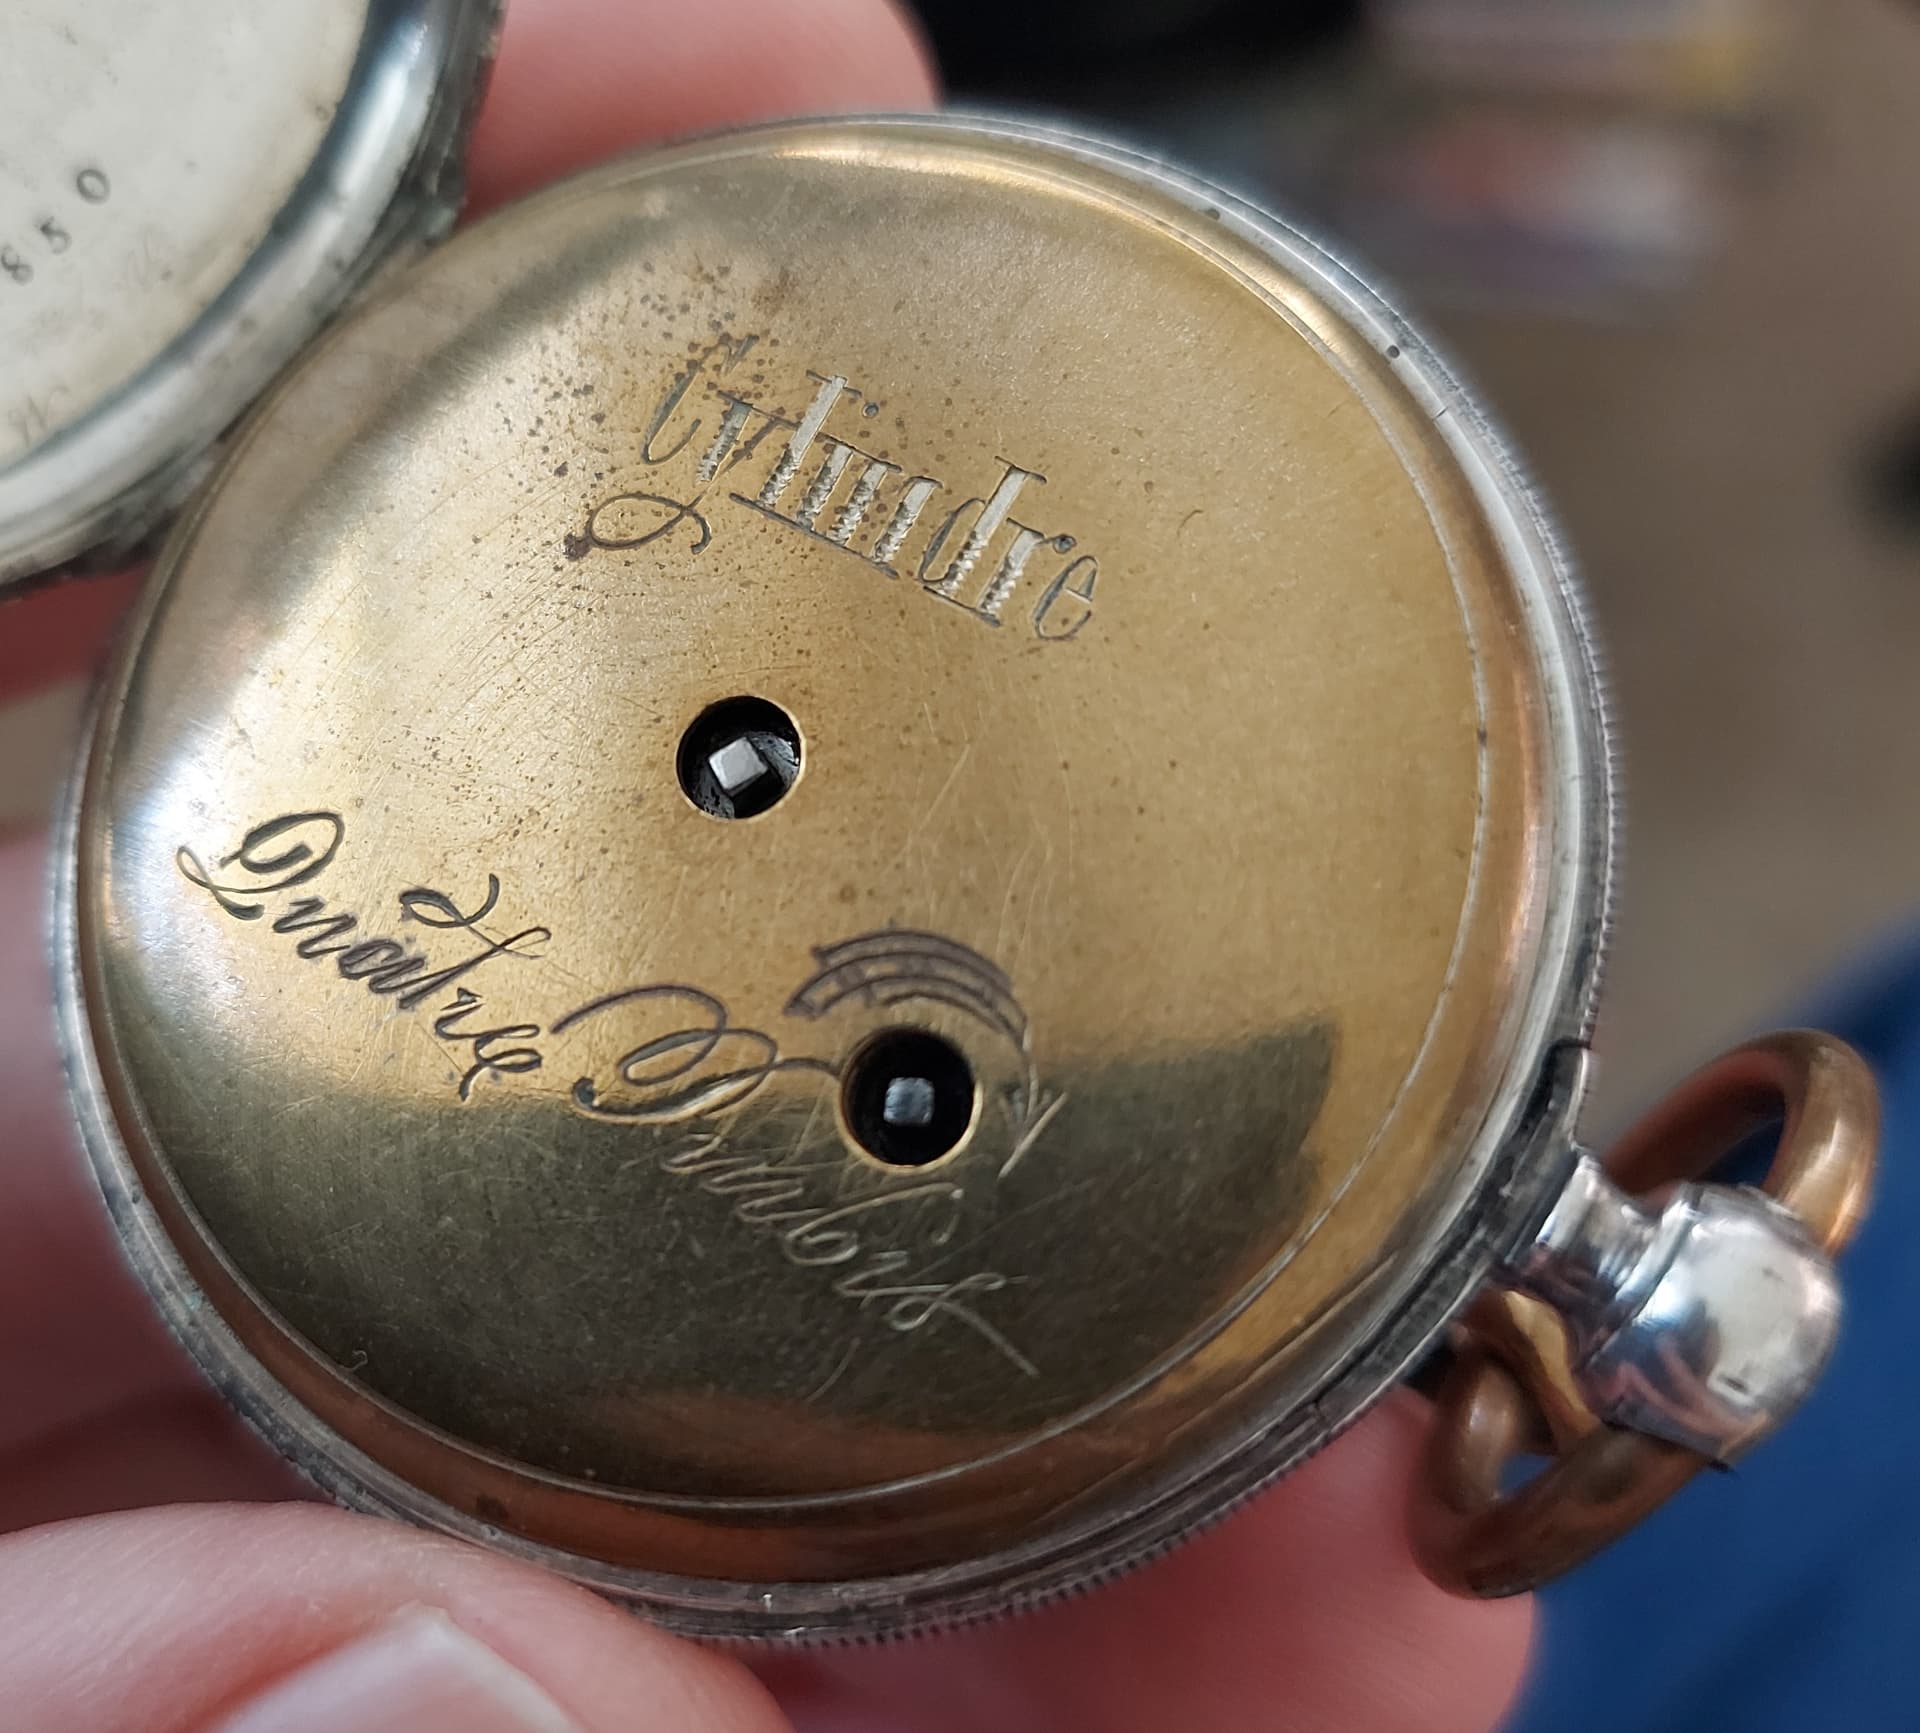 850
Cylindre
Quatre Rubis